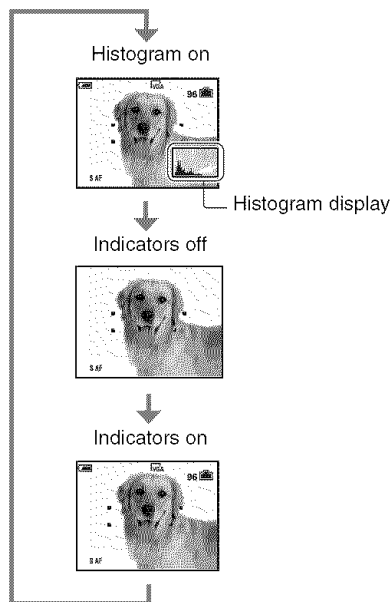 Histogram on
VGA
96
S AF
Histogram display
Indicators off
S AF
Indicators on
VGA
96
S AF